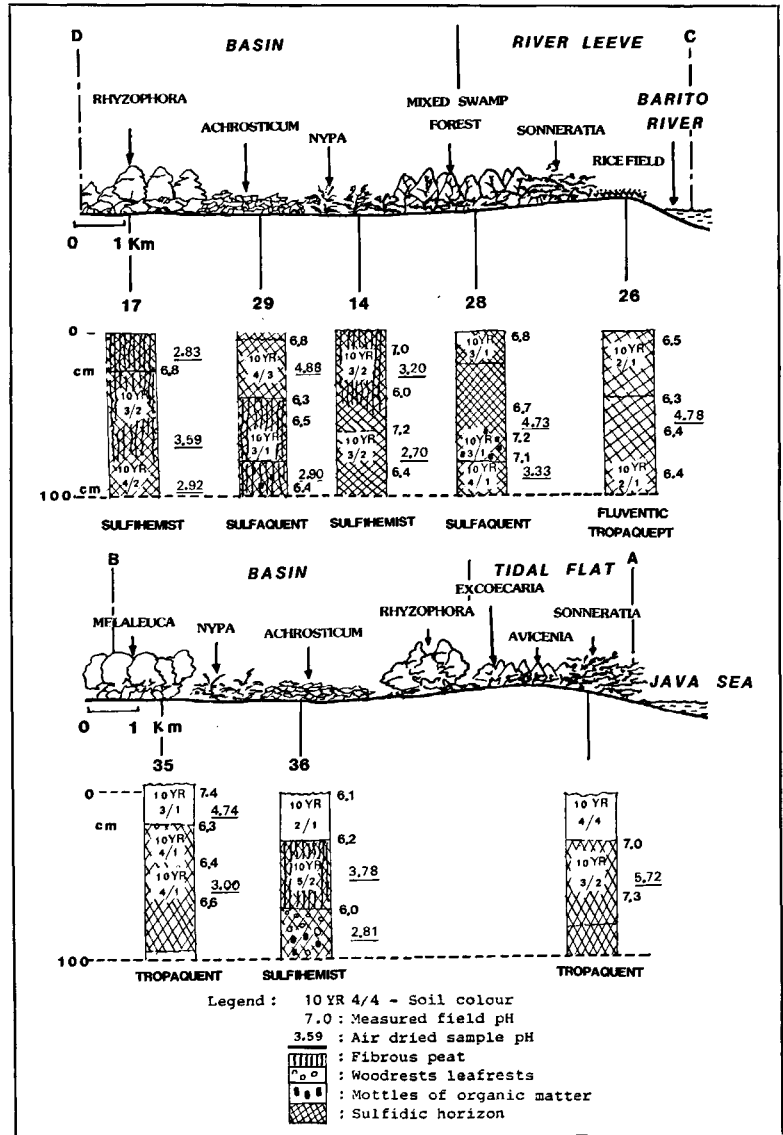 D BASIN RIVER LEEVE C
RHYZOPHORA ACHROSTICUM NYPA MIXED SWAMP FOREST SONNERATIA RICE FIELD BARITO RIVER
0 1 Km
17 29 14 28 26
0
cm
100 cm
2.83
6,8
10 YR 3/2
3,59
10 YR 4/2
2.92
SULFIHEMIST
6,8
10 YR 4/3
4.88
6,3
6,5
10 YR 3/1
2.90
6.4
SULFAQUENT
7.0
10 YR 3/2
3,20
6,0
7,2
10 YR 3/2
2,70
6,4
SULFIHEMIST
6,8
10 YR 3/1
6,7
4.73
7,2
10 YR 3/1
7,1
10 YR 4/1
3.33
SULFAQUENT
6,5
10 YR 2/1
6,3
4.78
6,4
10 YR 2/1
6,4
FLUVENTIC
TROPAQUEPT
B BASIN TIDAL FLAT A
MELALEUCA NYPA ACHROSTICUM RHYZOPHORA EXCOECARIA AVICENIA SONNERATIA
JAVA SEA
0 1 Km
35 36
0
cm
100
7.4
10 YR 3/1
4.74
6,3
10 YR 4/1
6,4
10 YR 4/1
3.00
6,6
TROPAQUENT
6,1
10 YR 2/1
6,2
10 YR 5/2
3,78
6,0
2,81
SULFIHEMIST
10 YR 4/4
7,0
10 YR 3/2
5,72
7,3
TROPAQUENT
Legend : 10 YR 4/4 - Soil colour
7.0 : Measured field pH
3.59 : Air dried sample pH
: Fibrous peat
: Woodrests leafrests
: Mottles of organic matter
: Sulfidic horizon